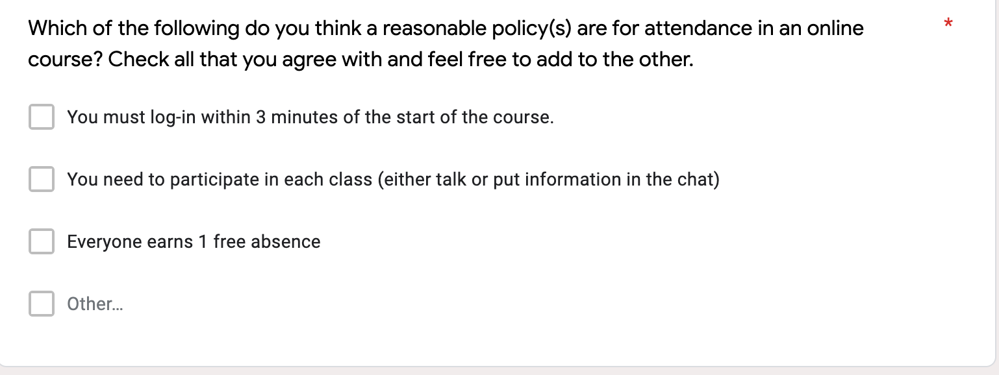 Which of the following do you think a reasonable policy(s) are for attendance in an online *
course? Check all that you agree with and feel free to add to the other.
You must log-in within 3 minutes of the start of the course.
You need to participate in each class (either talk or put information in the chat)
Everyone earns 1 free absence
Other...